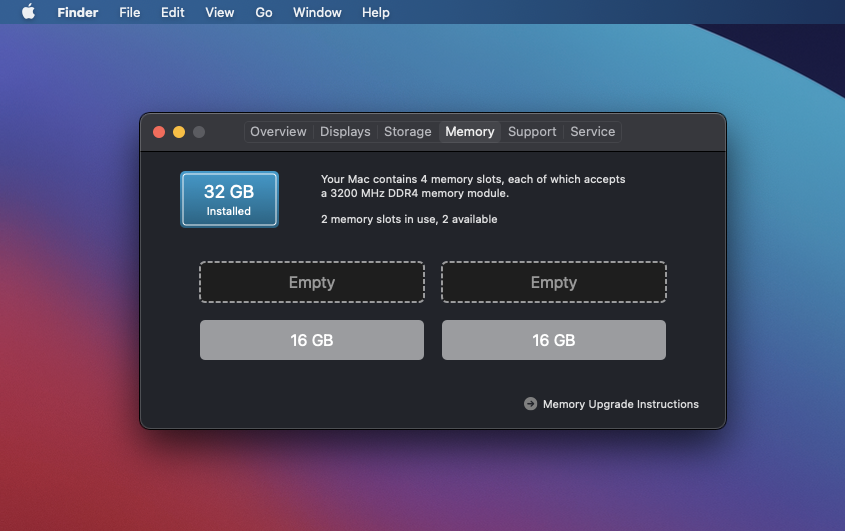 Finder File Edit View Go Window Help
Overview Displays Storage Memory Support Service
32 GB
Installed
Your Mac contains 4 memory slots, each of which accepts
a 3200 MHz DDR4 memory module.
2 memory slots in use, 2 available
Empty Empty
16 GB 16 GB
Memory Upgrade Instructions